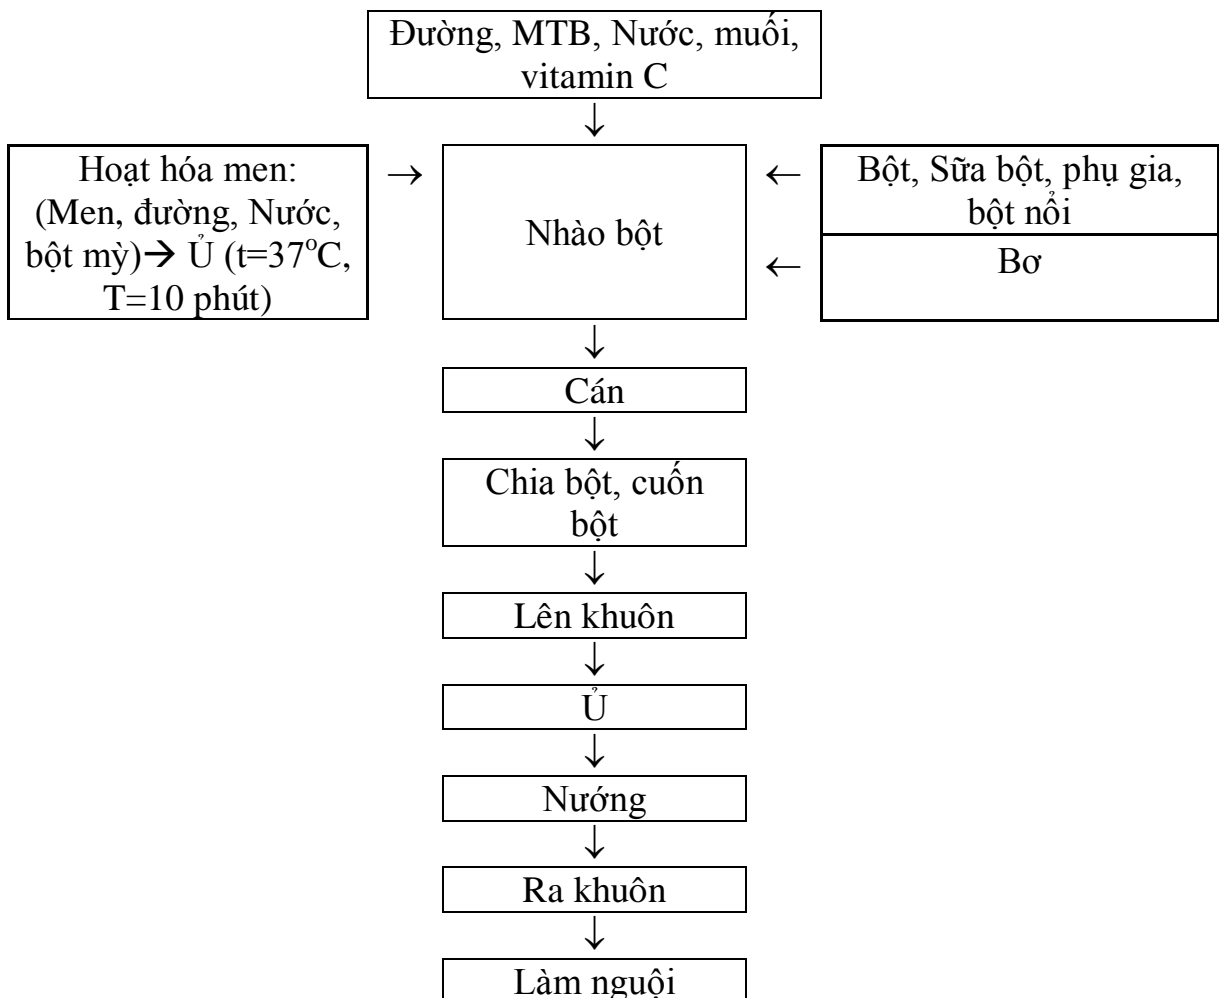 Đường, MTB, Nước, muối,
vitamin C
↓
Hoạt hóa men:
(Men, đường, Nước,
bột mỳ)➔ Ủ (t=37°C,
T=10 phút)
→
Nhào bột
←
Bột, Sữa bột, phụ gia,
bột nổi
←
Bơ
↓
Cán
↓
Chia bột, cuốn
bột
↓
Lên khuôn
↓
Ủ
↓
Nướng
↓
Ra khuôn
↓
Làm nguội